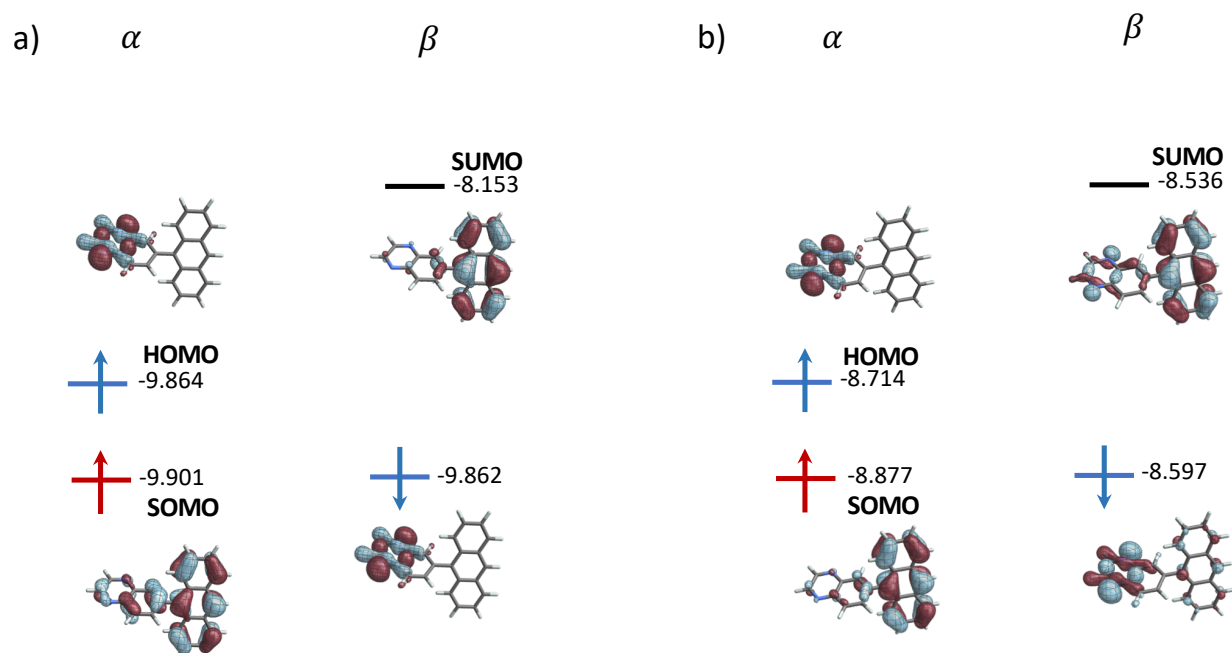 a)
α
β
SUMO
-8.153
HOMO
-9.864
-9.901
SOMO
-9.862
b)
α
β
SUMO
-8.536
HOMO
-8.714
-8.877
SOMO
-8.597